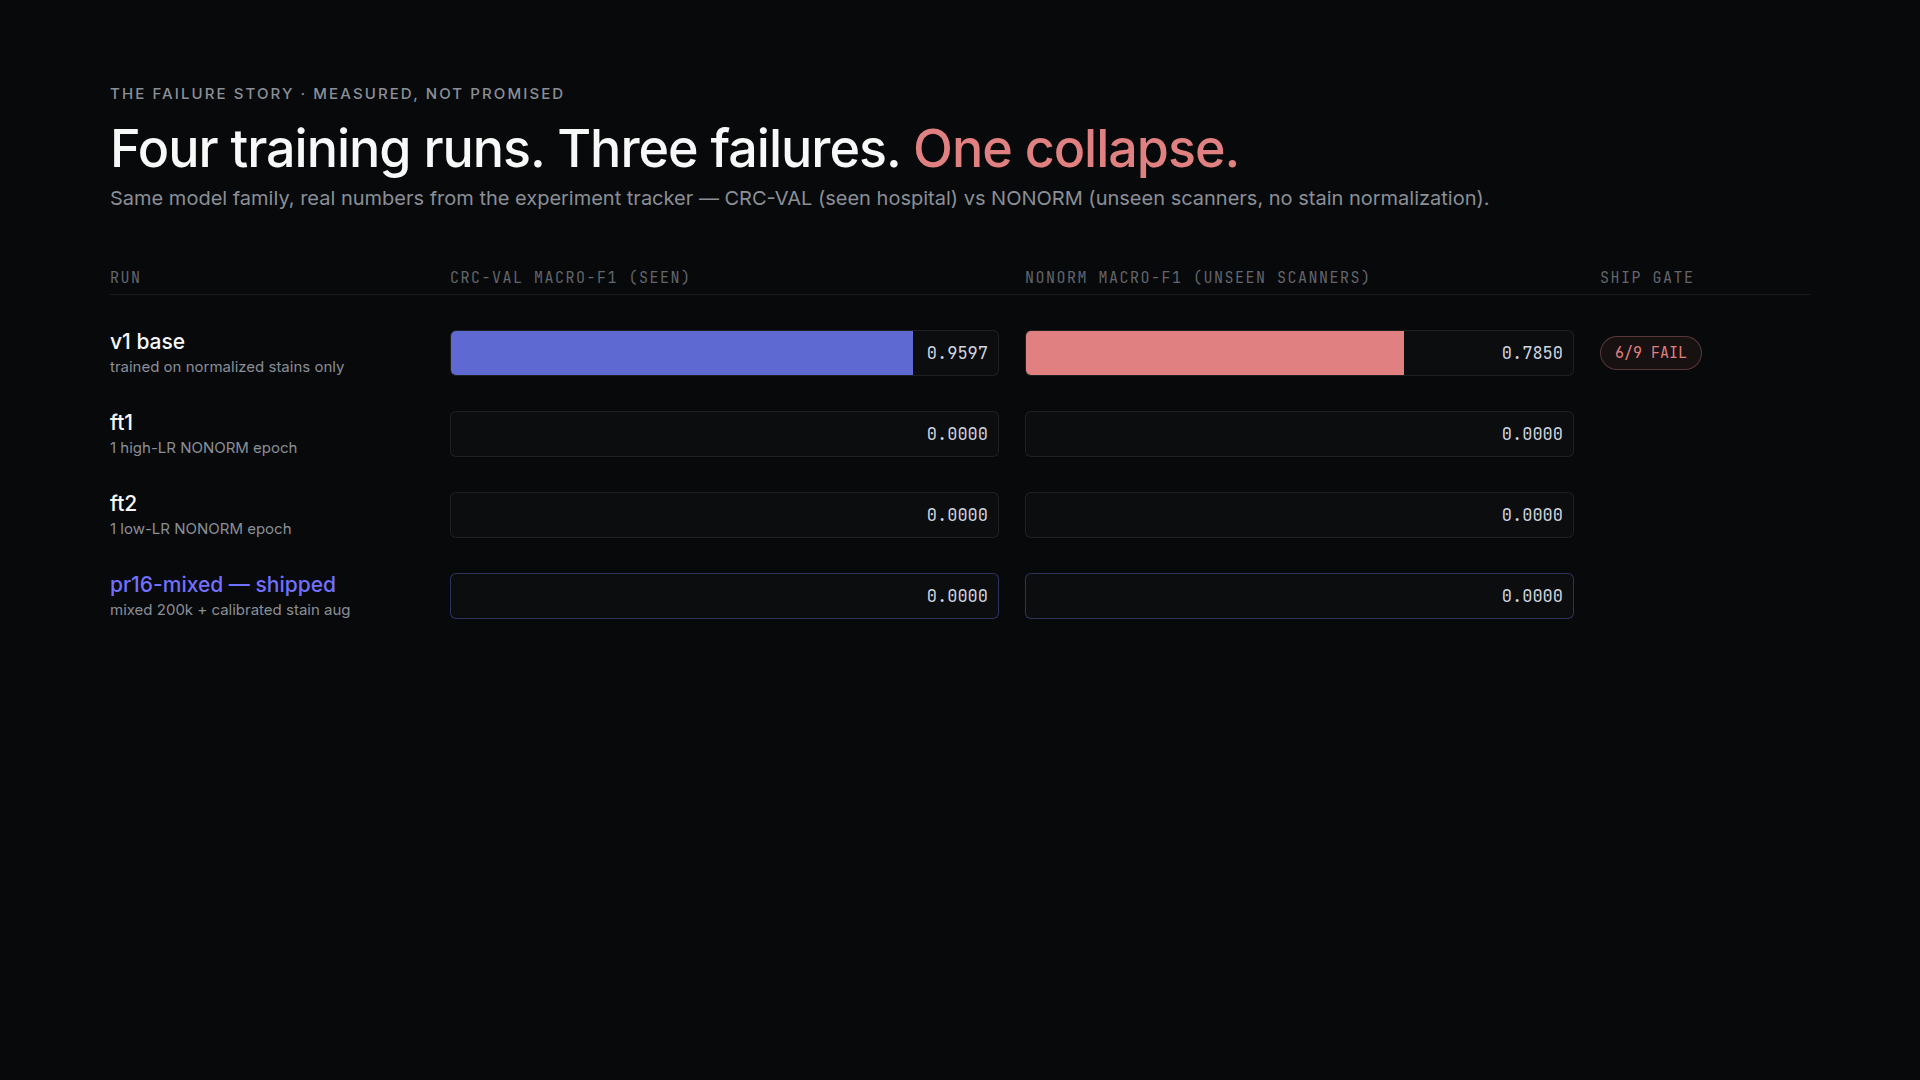 THE FAILURE STORY · MEASURED, NOT PROMISED
Four training runs. Three failures. One collapse.
Same model family, real numbers from the experiment tracker — CRC-VAL (seen hospital) vs NONORM (unseen scanners, no stain normalization).
RUN CRC-VAL MACRO-F1 (SEEN) NONORM MACRO-F1 (UNSEEN SCANNERS) SHIP GATE
v1 base
trained on normalized stains only
0.9597 0.7850 6/9 FAIL
ft1
1 high-LR NONORM epoch
0.0000 0.0000
ft2
1 low-LR NONORM epoch
0.0000 0.0000
pr16-mixed — shipped
mixed 200k + calibrated stain aug
0.0000 0.0000